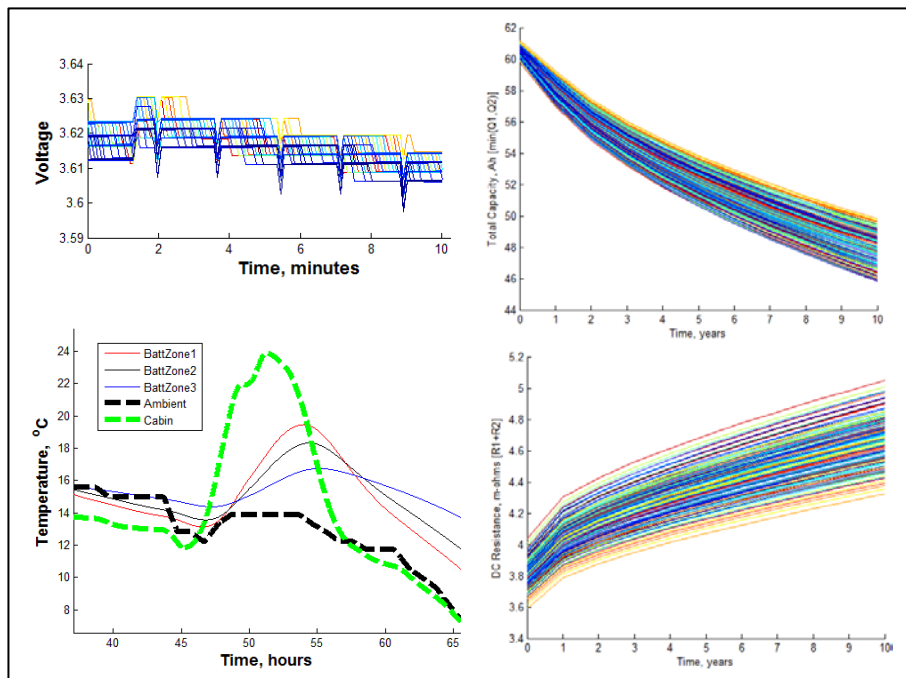 3.64
3.63
3.62
3.61
3.6
3.59
Voltage
0 2 4 6 8 10
Time, minutes
62
60
58
56
54
52
50
48
46
44
Total Capacity, Ah [min(Q1,Q2)]
0 1 2 3 4 5 6 7 8 9 10
Time, years
24
22
20
18
16
14
12
10
8
Temperature, °C
BattZone1
BattZone2
BattZone3
Ambient
Cabin
40 45 50 55 60 65
Time, hours
5.2
5
4.8
4.6
4.4
4.2
4
3.8
3.6
3.4
DC Resistance, m-ohms [R1+R2]
0 1 2 3 4 5 6 7 8 9 100
Time, years